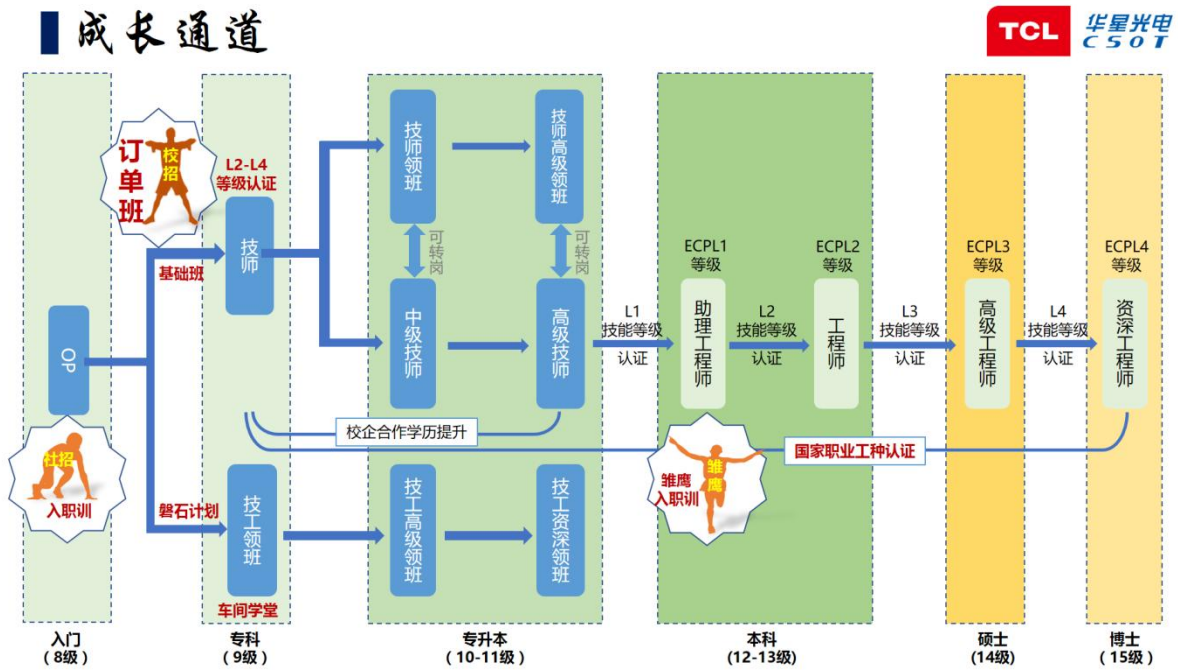 成长通道
TCL
华星光电
CSOT
订单班
校招
L2-L4
等级认证
技师
基础班
OP
社招
入职训
磐石计划
技工领班
车间学堂
技师领班
技师高级领班
可转岗
可转岗
中级技师
高级技师
校企合作学历提升
技工高级领班
技工资深领班
L1
技能等级
认证
ECPL1
等级
助理工程师
L2
技能等级
认证
ECPL2
等级
工程师
L3
技能等级
认证
ECPL3
等级
高级工程师
L4
技能等级
认证
ECPL4
等级
资深工程师
国家职业工种认证
雏鹰
雏鹰
入职训
入门
（8级）
专科
（9级）
专升本
（10-11级）
本科
(12-13级)
硕士
(14级)
博士
（15级）